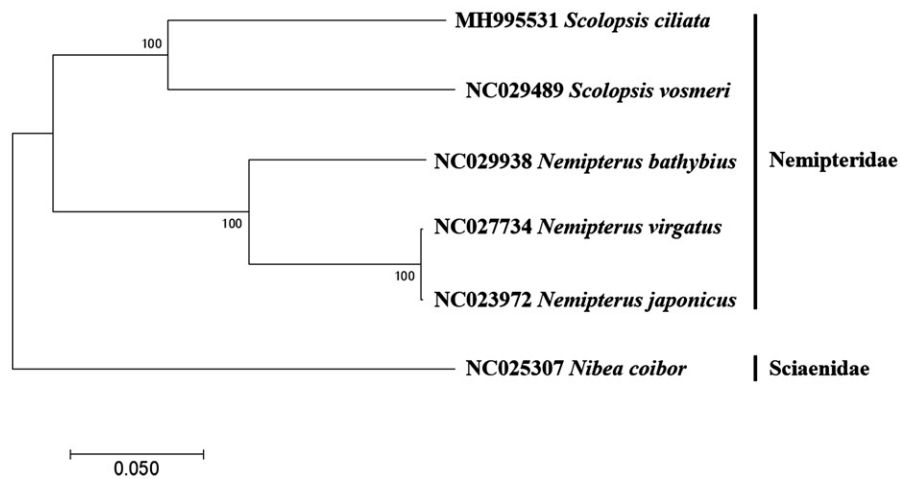 MH995531 Scolopsis ciliata
100
NC029489 Scolopsis vosmeri
NC029938 Nemipterus bathybius
Nemipteridae
100
NC027734 Nemipterus virgatus
100
NC023972 Nemipterus japonicus
NC025307 Nibea coibor
Sciaenidae
0.050